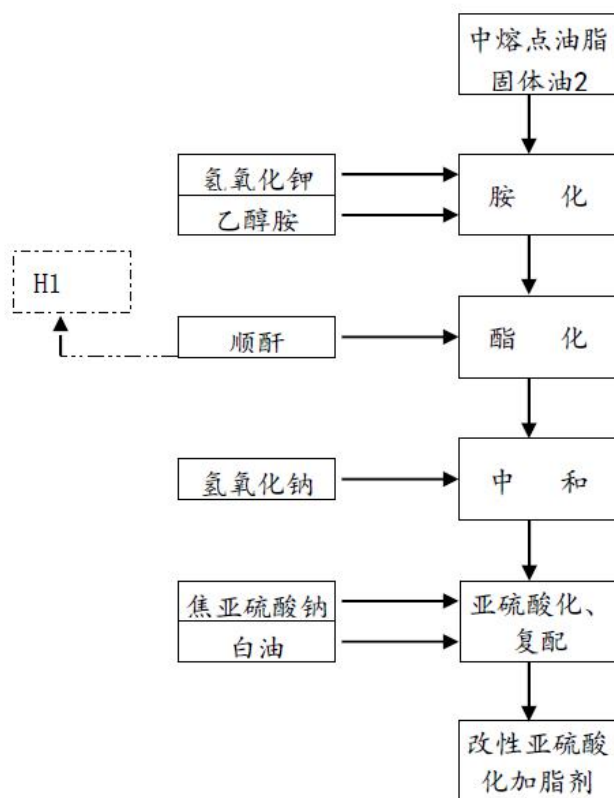 中熔点油脂
固体油2
氢氧化钾
乙醇胺
胺 化
H1
顺酐
酯 化
氢氧化钠
中 和
焦亚硫酸钠
白油
亚硫酸化、
复配
改性亚硫酸
化加脂剂